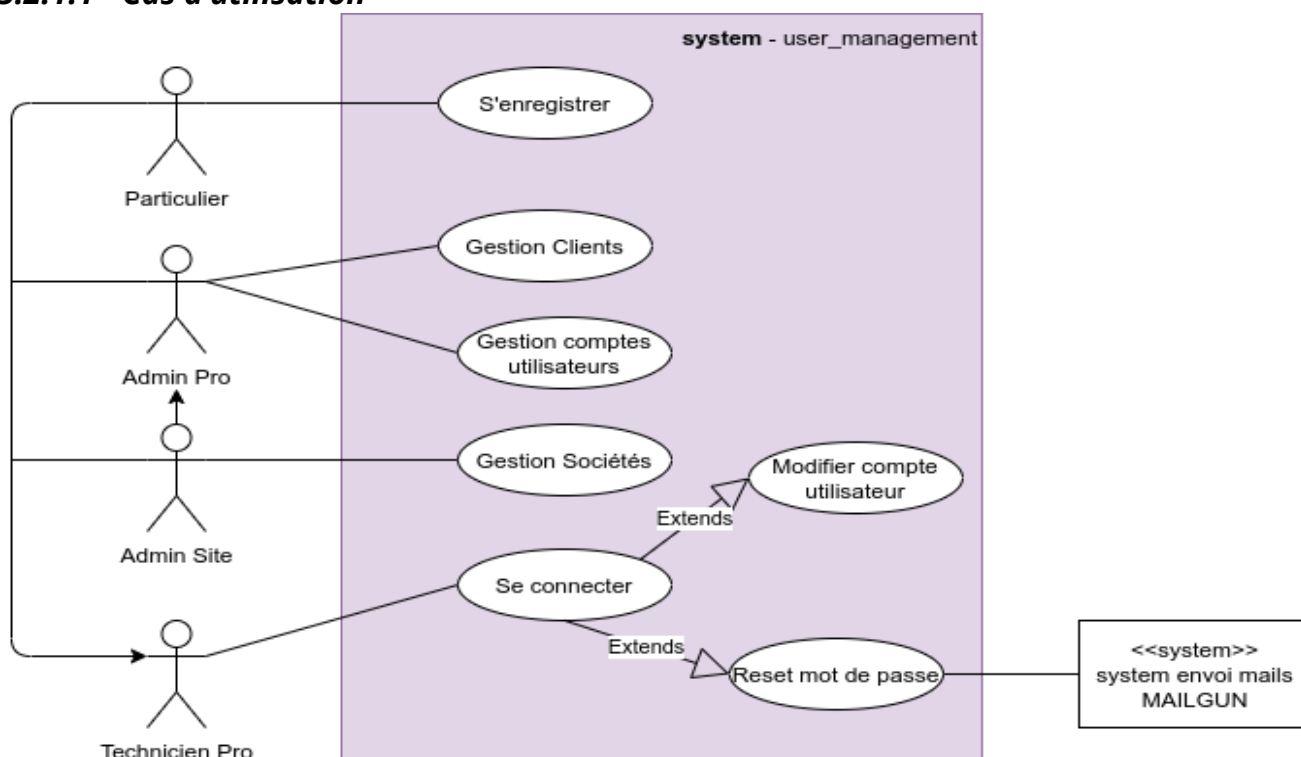 3.2.1.1 Cas d'utilisation
system - user_management
S'enregistrer
Particulier
Gestion Clients
Gestion comptes
utilisateurs
Admin Pro
Gestion Sociétés
Modifier compte
utilisateur
Extends
Admin Site
Se connecter
Extends
<<system>>
system envoi mails
MAILGUN
Reset mot de passe
Technicien Pro